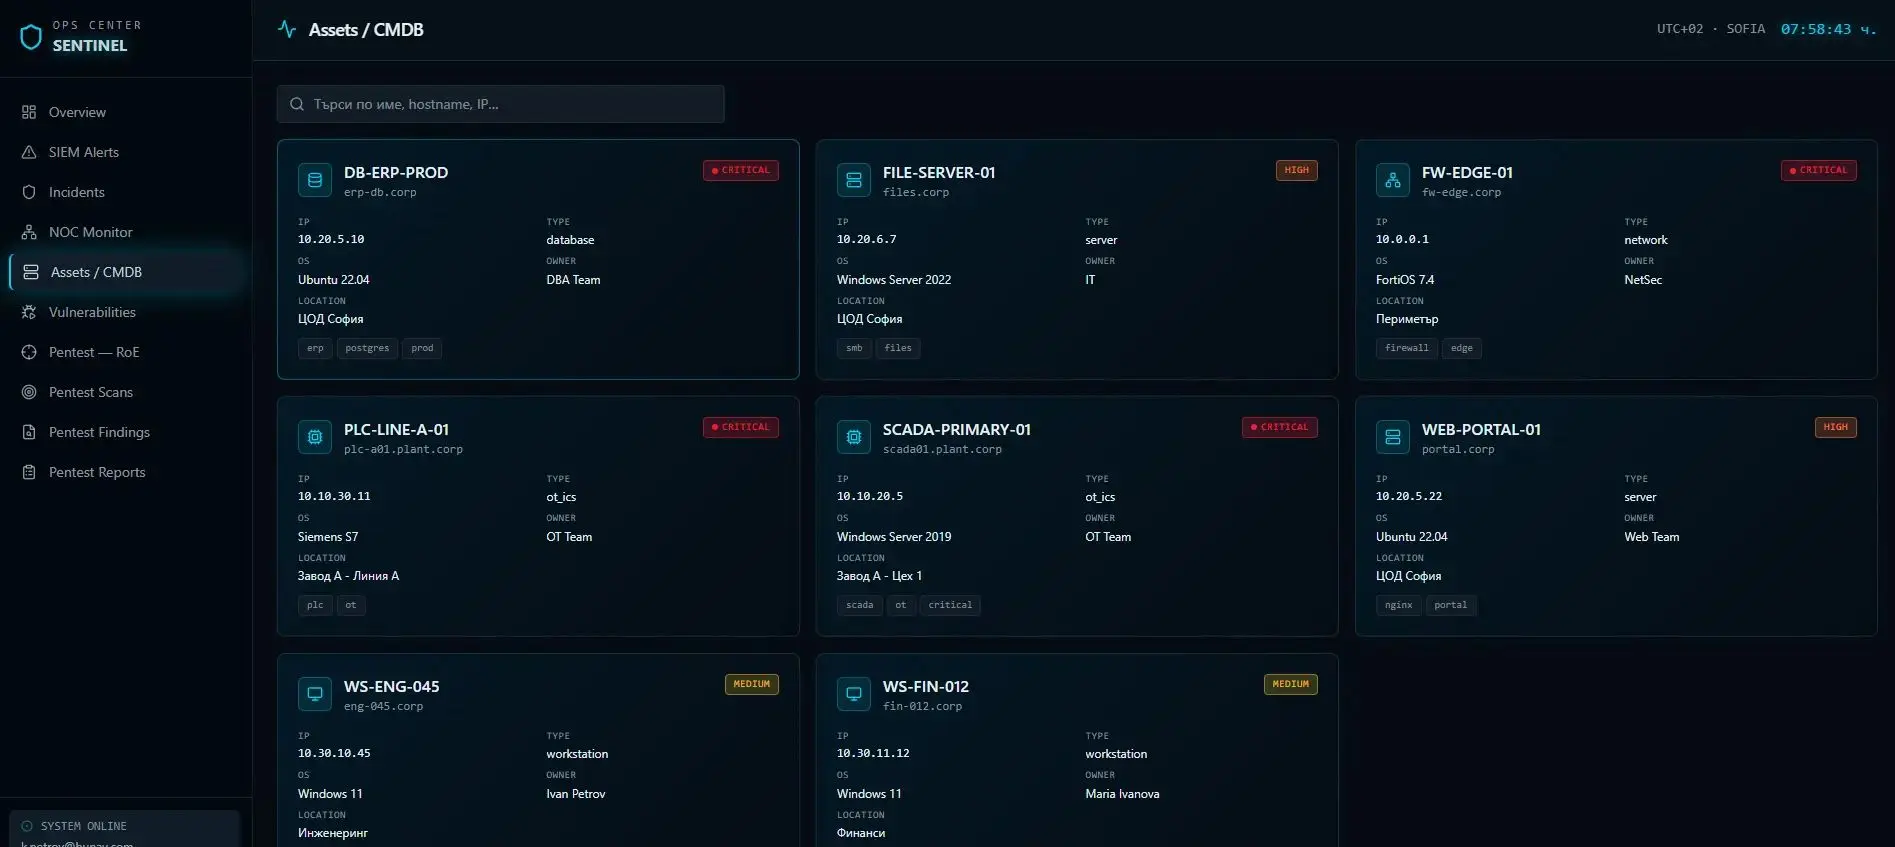 OPS CENTER
SENTINEL
Overview
SIEM Alerts
Incidents
NOC Monitor
Assets / CMDB
Vulnerabilities
Pentest — RoE
Pentest Scans
Pentest Findings
Pentest Reports
SYSTEM ONLINE
Assets / CMDB
UTC+02 · SOFIA 07:58:43 ч.
Търси по име, hostname, IP...
DB-ERP-PROD
CRITICAL
erp-db.corp
IP TYPE
10.20.5.10 database
OS OWNER
Ubuntu 22.04 DBA Team
LOCATION
ЦОД София
erp postgres prod
FILE-SERVER-01
HIGH
files.corp
IP TYPE
10.20.6.7 server
OS OWNER
Windows Server 2022 IT
LOCATION
ЦОД София
smb files
FW-EDGE-01
CRITICAL
fw-edge.corp
IP TYPE
10.0.0.1 network
OS OWNER
FortiOS 7.4 NetSec
LOCATION
Периметър
firewall edge
PLC-LINE-A-01
CRITICAL
plc-a01.plant.corp
IP TYPE
10.10.30.11 ot_ics
OS OWNER
Siemens S7 OT Team
LOCATION
Завод А - Линия А
plc ot
SCADA-PRIMARY-01
CRITICAL
scada01.plant.corp
IP TYPE
10.10.20.5 ot_ics
OS OWNER
Windows Server 2019 OT Team
LOCATION
Завод А - Цех 1
scada ot critical
WEB-PORTAL-01
HIGH
portal.corp
IP TYPE
10.20.5.22 server
OS OWNER
Ubuntu 22.04 Web Team
LOCATION
ЦОД София
nginx portal
WS-ENG-045
MEDIUM
eng-045.corp
IP TYPE
10.30.10.45 workstation
OS OWNER
Windows 11 Ivan Petrov
LOCATION
Инженеринг
WS-FIN-012
MEDIUM
fin-012.corp
IP TYPE
10.30.11.12 workstation
OS OWNER
Windows 11 Maria Ivanova
LOCATION
Финанси